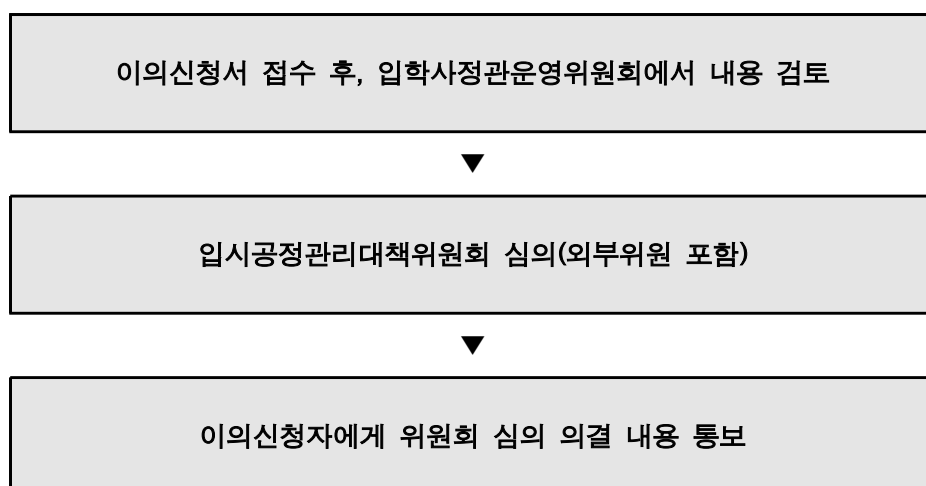 이의신청서 접수 후, 입학사정관운영위원회에서 내용 검토
▼
입시공정관리대책위원회 심의(외부위원 포함)
▼
이의신청자에게 위원회 심의 의결 내용 통보